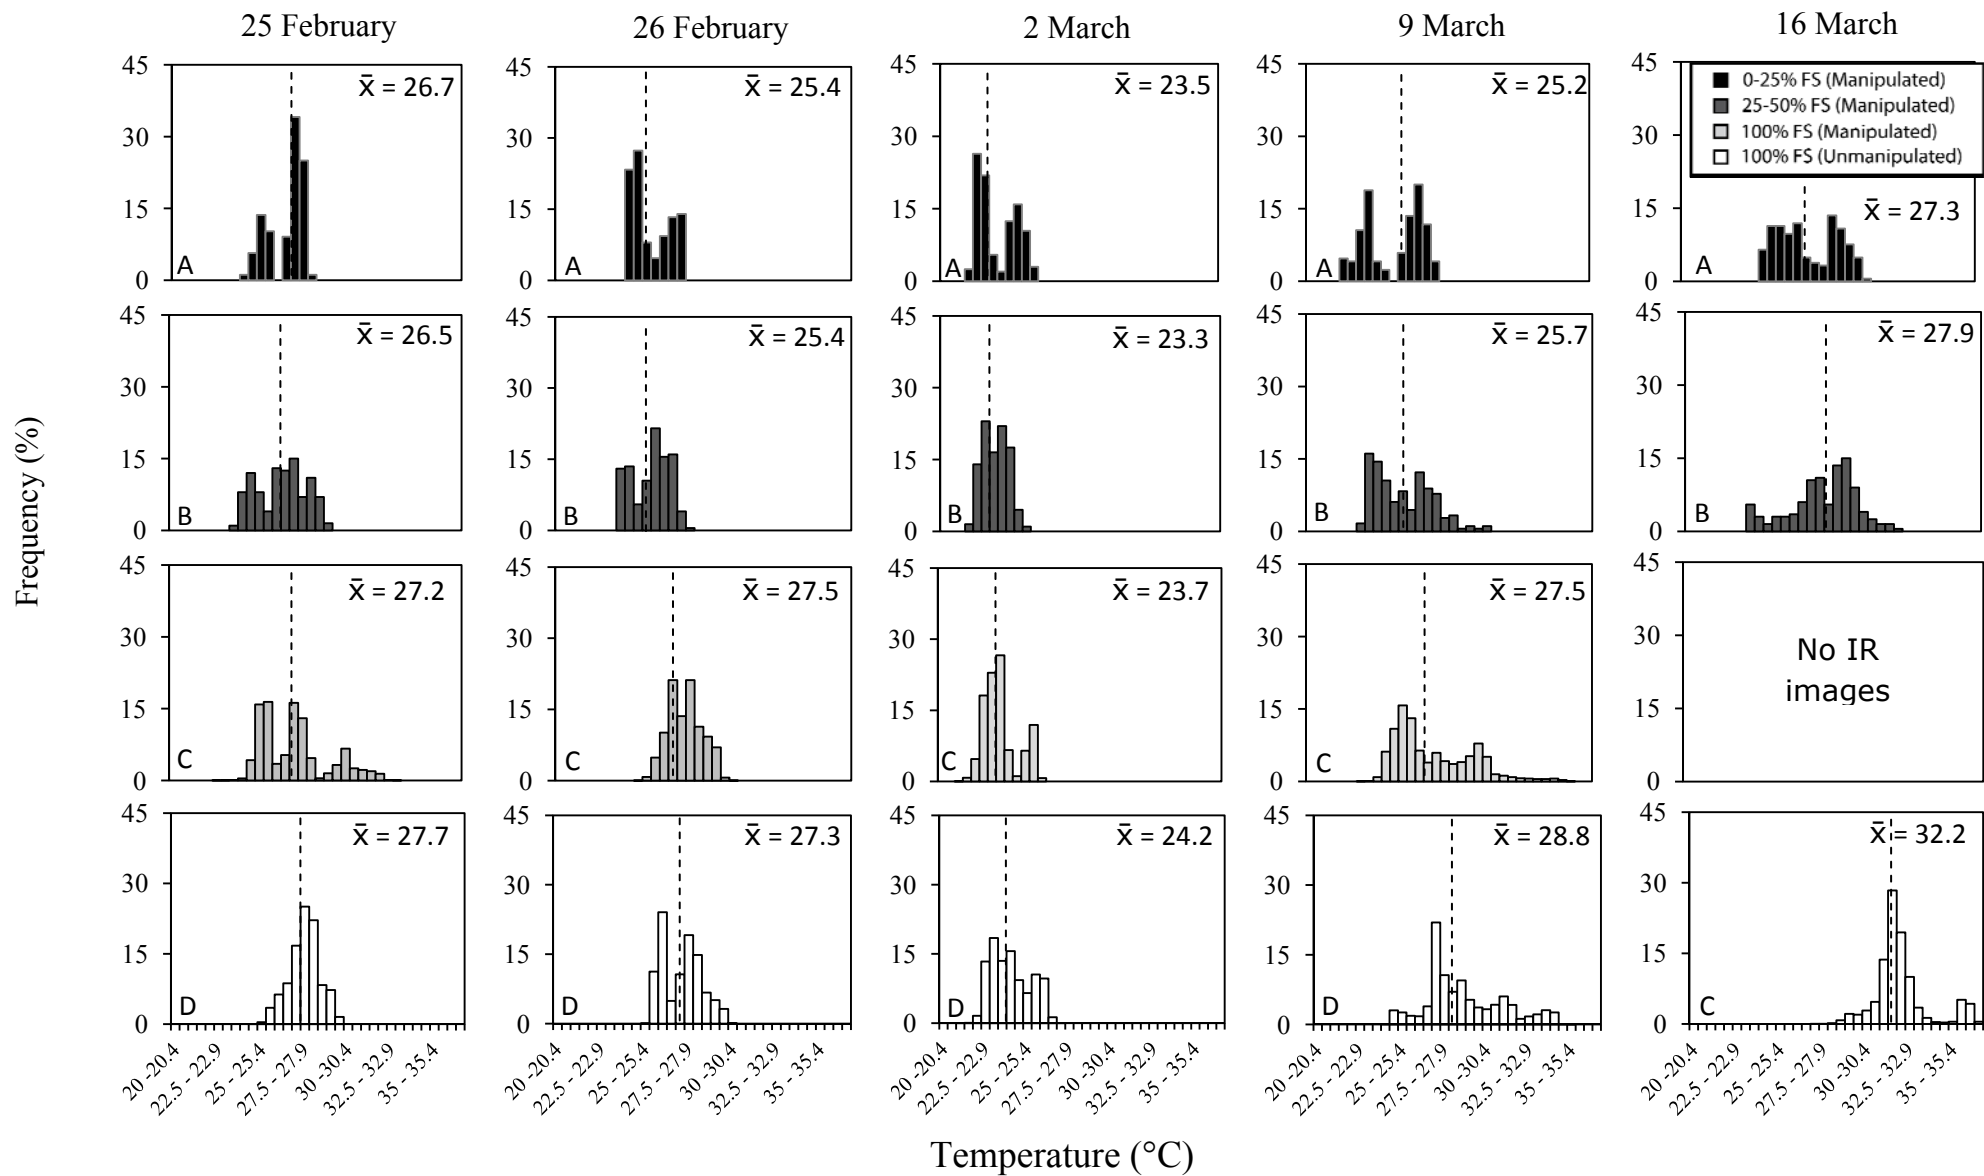 25 February
26 February
2 March
9 March
16 March
45
30
15
0
x̄ = 26.7
A
45
30
15
0
x̄ = 25.4
A
45
30
15
0
x̄ = 23.5
A
45
30
15
0
x̄ = 25.2
A
45
30
15
0
0-25% FS (Manipulated)
25-50% FS (Manipulated)
100% FS (Manipulated)
100% FS (Unmanipulated)
x̄ = 27.3
A
45
30
15
0
x̄ = 26.5
B
45
30
15
0
x̄ = 25.4
B
45
30
15
0
x̄ = 23.3
B
45
30
15
0
x̄ = 25.7
B
45
30
15
0
x̄ = 27.9
B
Frequency (%)
45
30
15
0
x̄ = 27.2
C
45
30
15
0
x̄ = 27.5
C
45
30
15
0
x̄ = 23.7
C
45
30
15
0
x̄ = 27.5
C
45
30
15
0
No IR
images
45
30
15
0
x̄ = 27.7
D
45
30
15
0
x̄ = 27.3
D
45
30
15
0
x̄ = 24.2
D
45
30
15
0
x̄ = 28.8
D
45
30
15
0
x̄ = 32.2
C
20 -20.4
22.5 - 22.9
25 - 25.4
27.5 - 27.9
30 -30.4
32.5 - 32.9
35 - 35.4
20 -20.4
22.5 - 22.9
25 - 25.4
27.5 - 27.9
30 -30.4
32.5 - 32.9
35 - 35.4
20 -20.4
22.5 - 22.9
25 - 25.4
27.5 - 27.9
30 -30.4
32.5 - 32.9
35 - 35.4
20 -20.4
22.5 - 22.9
25 - 25.4
27.5 - 27.9
30 -30.4
32.5 - 32.9
35 - 35.4
20 -20.4
22.5 - 22.9
25 - 25.4
27.5 - 27.9
30 -30.4
32.5 - 32.9
35 - 35.4
Temperature (°C)